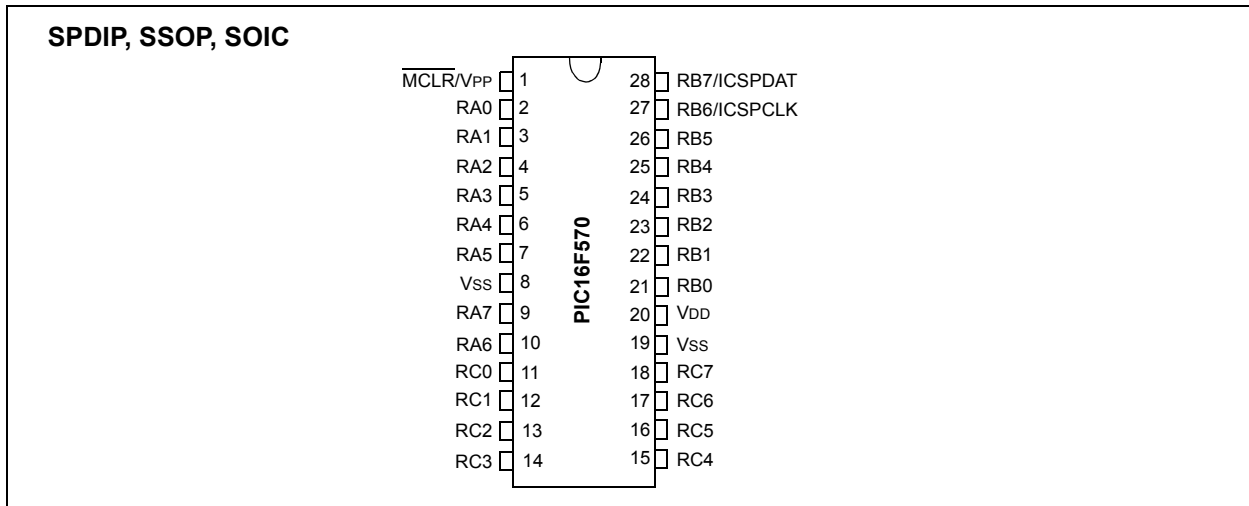 SPDIP, SSOP, SOIC
MCLR/VPP 1 28 RB7/ICSPDAT
RA0 2 27 RB6/ICSPCLK
RA1 3 26 RB5
RA2 4 25 RB4
RA3 5 24 RB3
RA4 6 23 RB2
RA5 7 22 RB1
VSS 8 21 RB0
RA7 9 20 VDD
RA6 10 19 VSS
RC0 11 18 RC7
RC1 12 17 RC6
RC2 13 16 RC5
RC3 14 15 RC4
PIC16F570